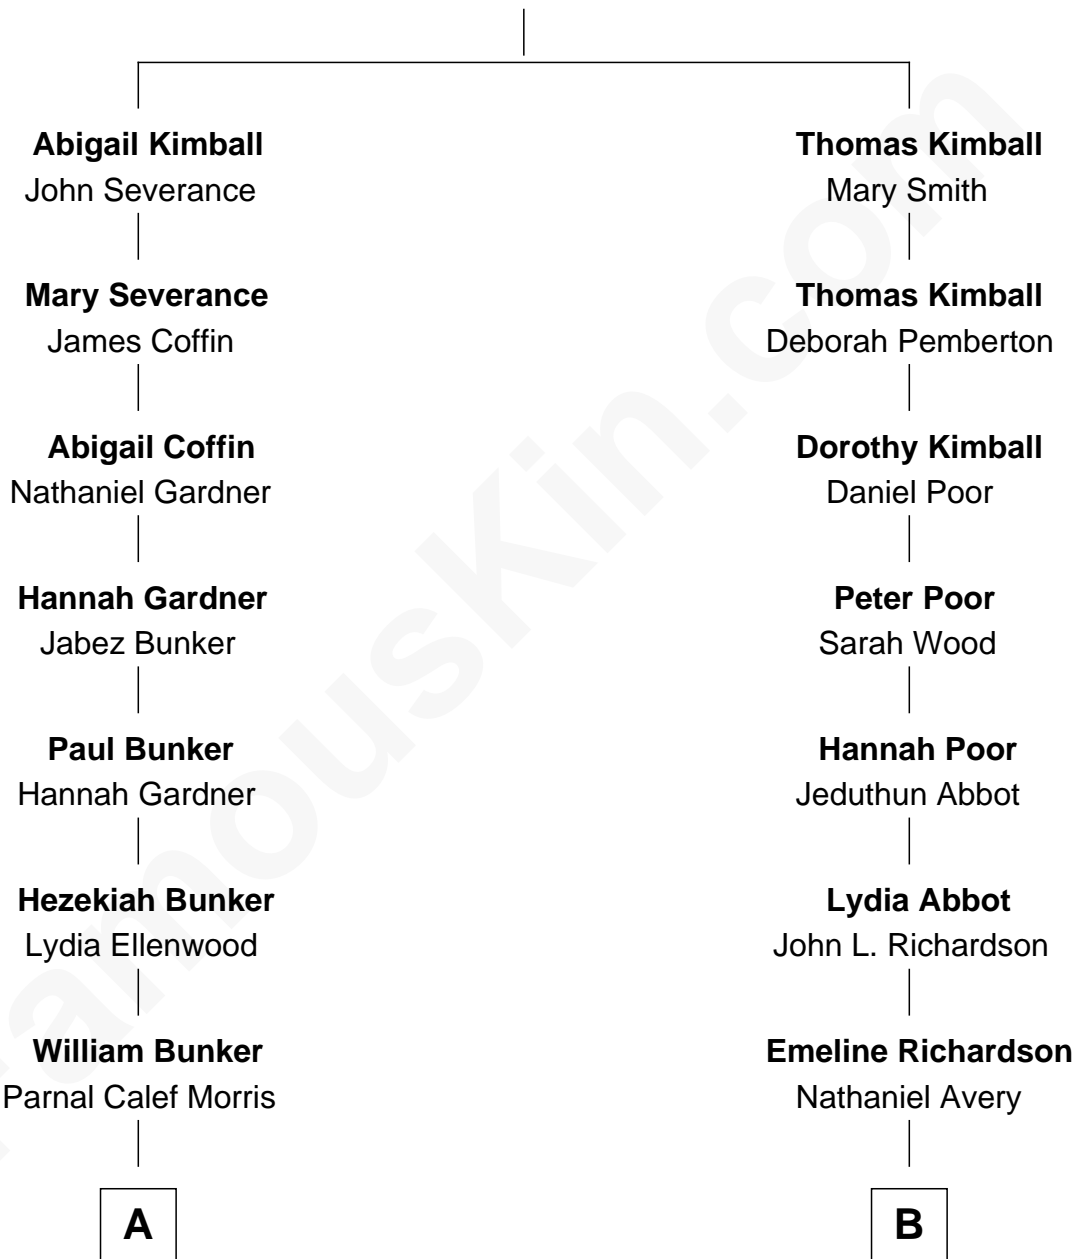 Abigail Kimball
John Severance
Thomas Kimball
Mary Smith
Mary Severance
James Coffin
Thomas Kimball
Deborah Pemberton
Abigail Coffin
Nathaniel Gardner
Dorothy Kimball
Daniel Poor
Hannah Gardner
Jabez Bunker
Peter Poor
Sarah Wood
Paul Bunker
Hannah Gardner
Hannah Poor
Jeduthun Abbot
Hezekiah Bunker
Lydia Ellenwood
Lydia Abbot
John L. Richardson
William Bunker
Parnal Calef Morris
Emeline Richardson
Nathaniel Avery
A
B
FamousKin.com